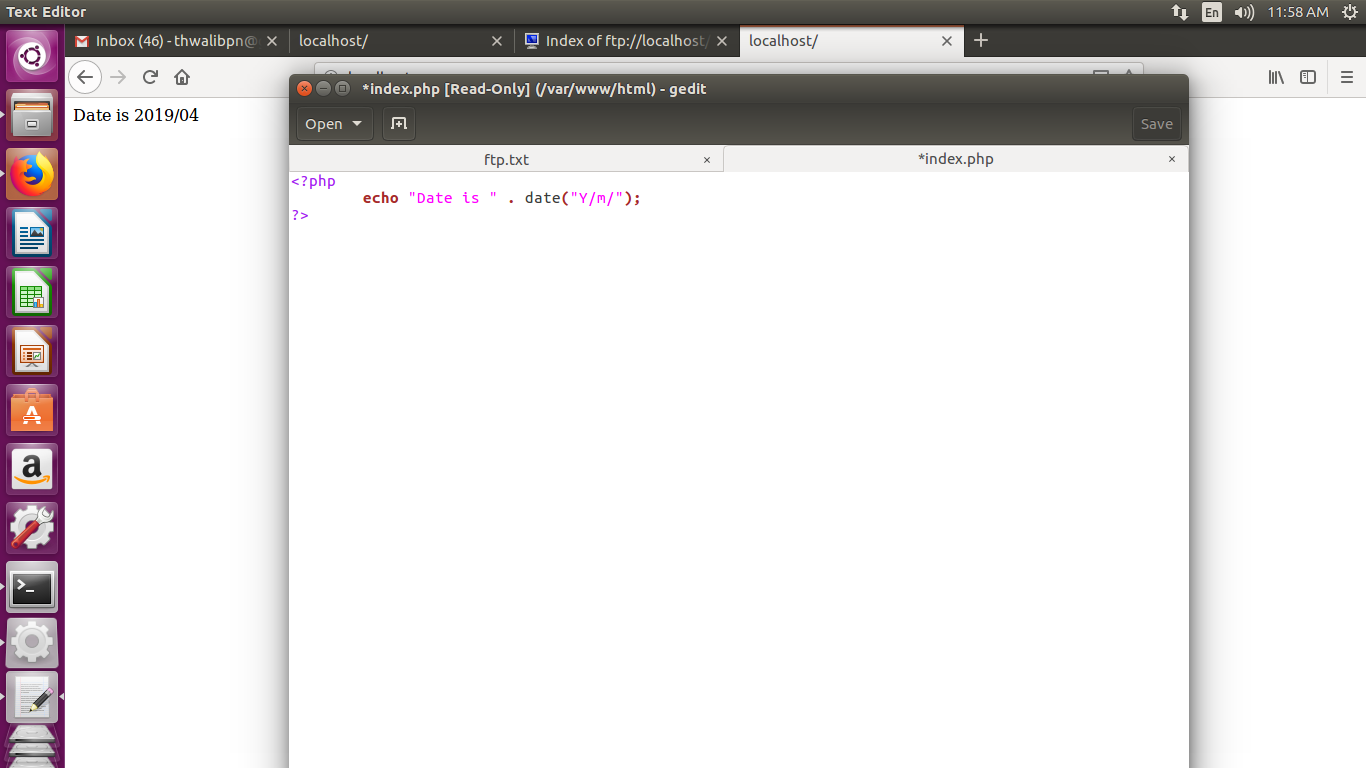 Text Editor
En
11:58 AM
Inbox (46) - thwalibpn@
localhost/
Index of ftp://localhost/
localhost/
Date is 2019/04
*index.php [Read-Only] (/var/www/html) - gedit
Open
Save
ftp.txt
*index.php
<?php
echo "Date is " . date("Y/m/");
?>